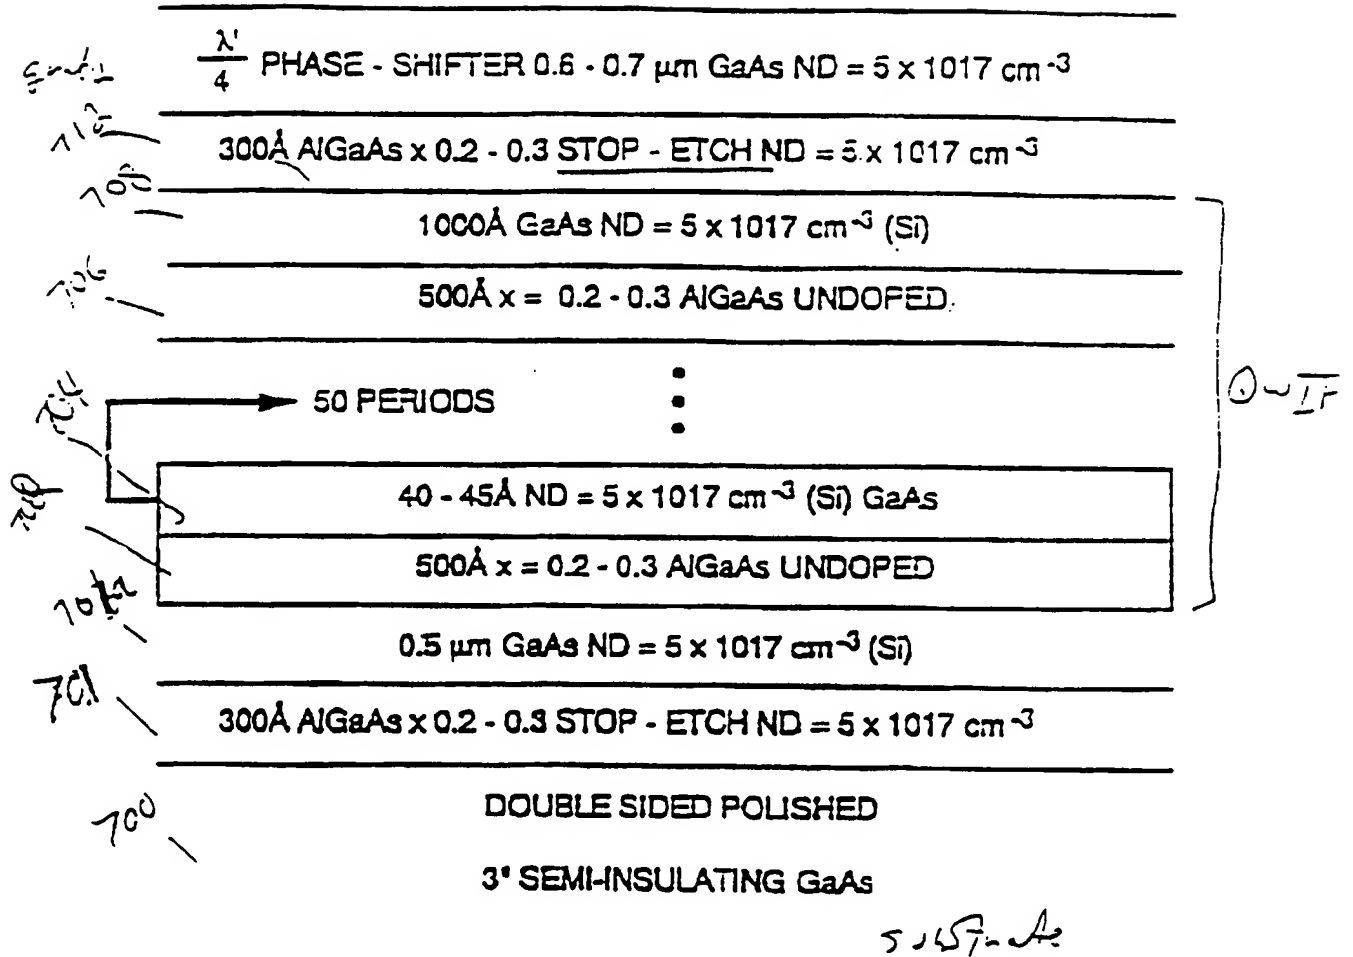 λ'/4 PHASE - SHIFTER 0.6 - 0.7 µm GaAs ND = 5 x 1017 cm-3
300Å AlGaAs x 0.2 - 0.3 STOP - ETCH ND = 5 x 1017 cm-3
1000Å GaAs ND = 5 x 1017 cm-3 (Si)
706
500Å x = 0.2 - 0.3 AlGaAs UNDOPED
50 PERIODS
40 - 45Å ND = 5 x 1017 cm-3 (Si) GaAs
500Å x = 0.2 - 0.3 AlGaAs UNDOPED
0.5 µm GaAs ND = 5 x 1017 cm-3 (Si)
701
300Å AlGaAs x 0.2 - 0.3 STOP - ETCH ND = 5 x 1017 cm-3
700
DOUBLE SIDED POLISHED
3" SEMI-INSULATING GaAs
substrate